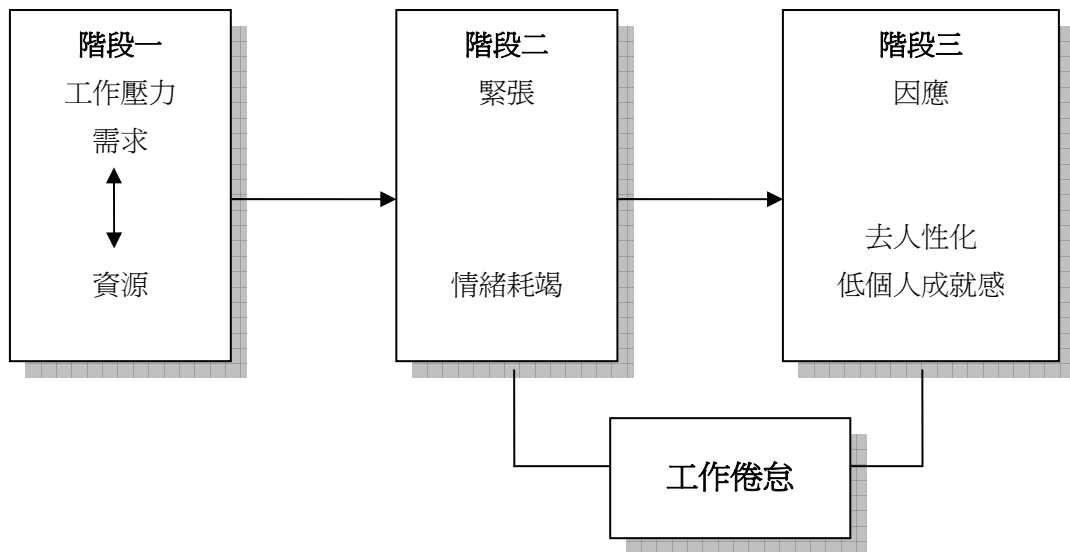 階段一
工作壓力
需求
資源
階段二
緊張
情緒耗竭
階段三
因應
去人性化
低個人成就感
工作倦怠